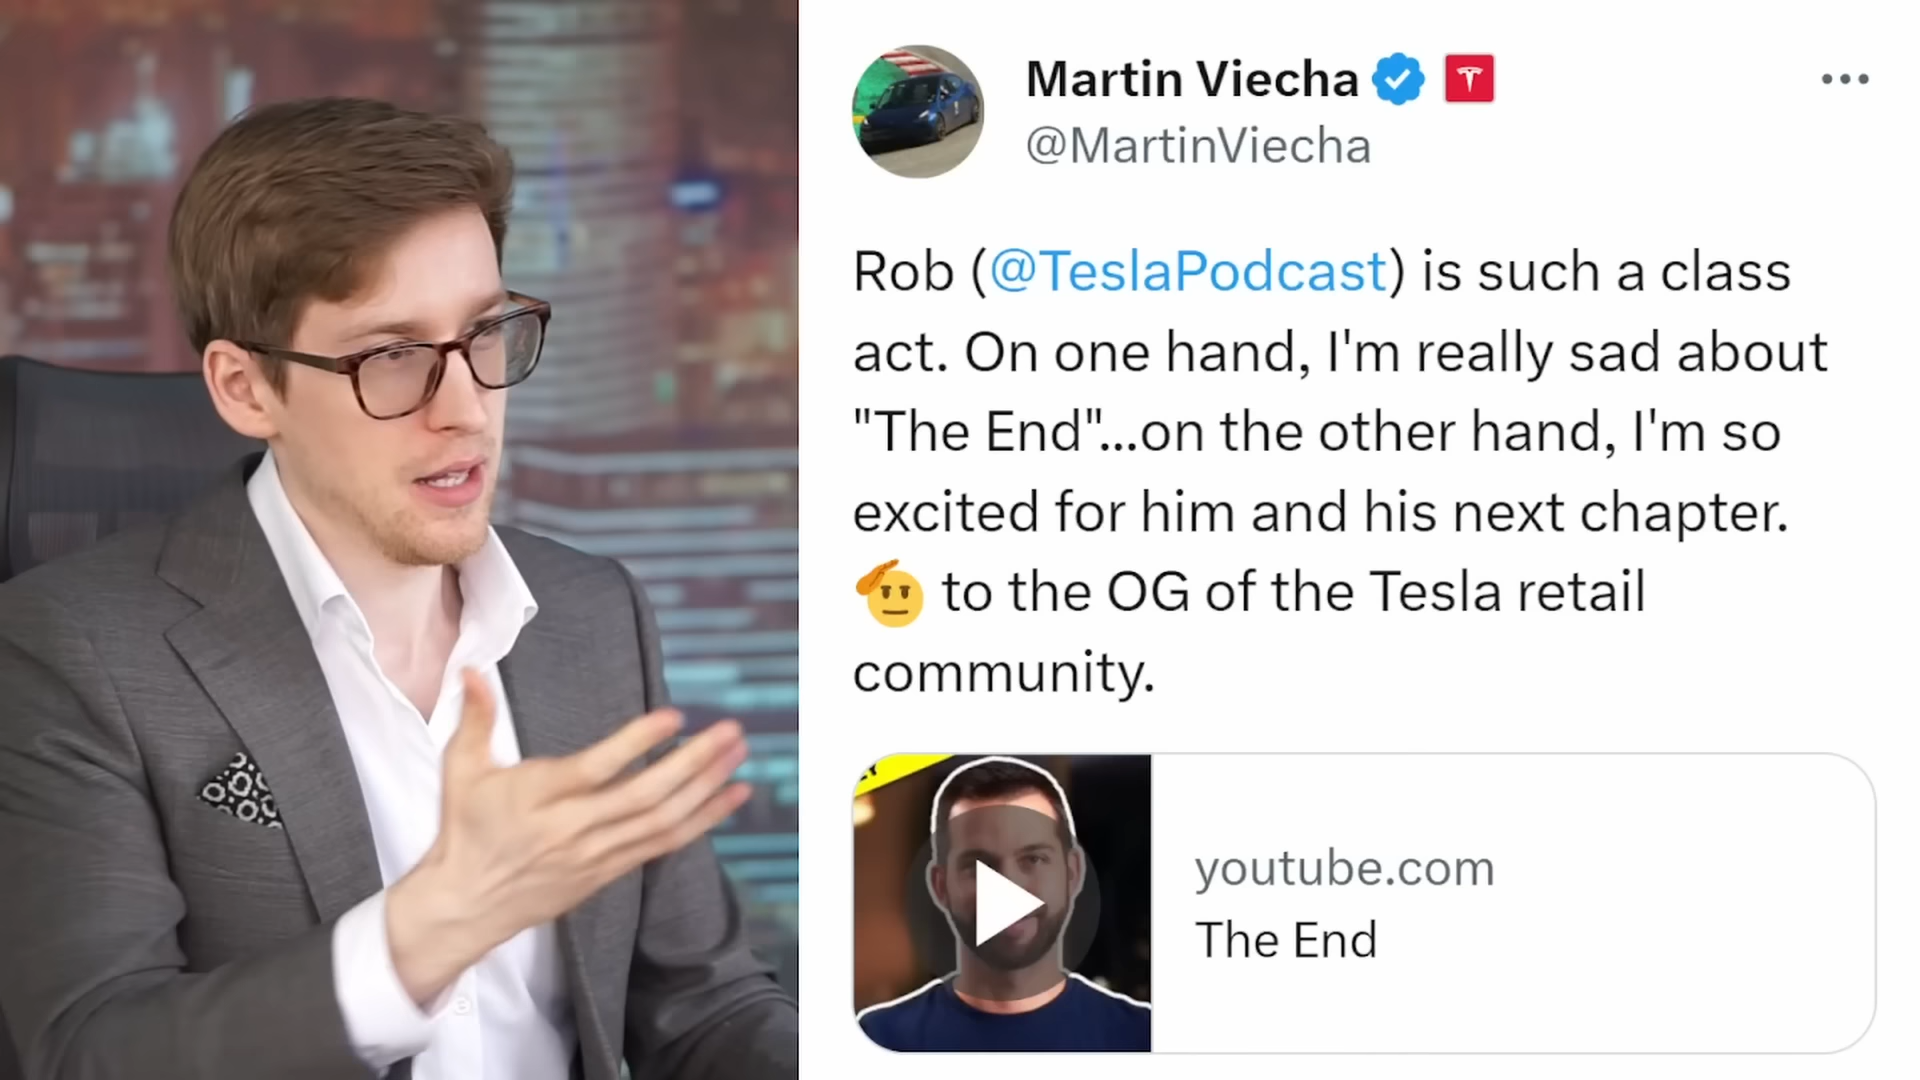 Martin Viecha
@MartinViecha
Rob (@TeslaPodcast) is such a class
act. On one hand, I'm really sad about
"The End"...on the other hand, I'm so
excited for him and his next chapter.
🫡 to the OG of the Tesla retail
community.
youtube.com
The End